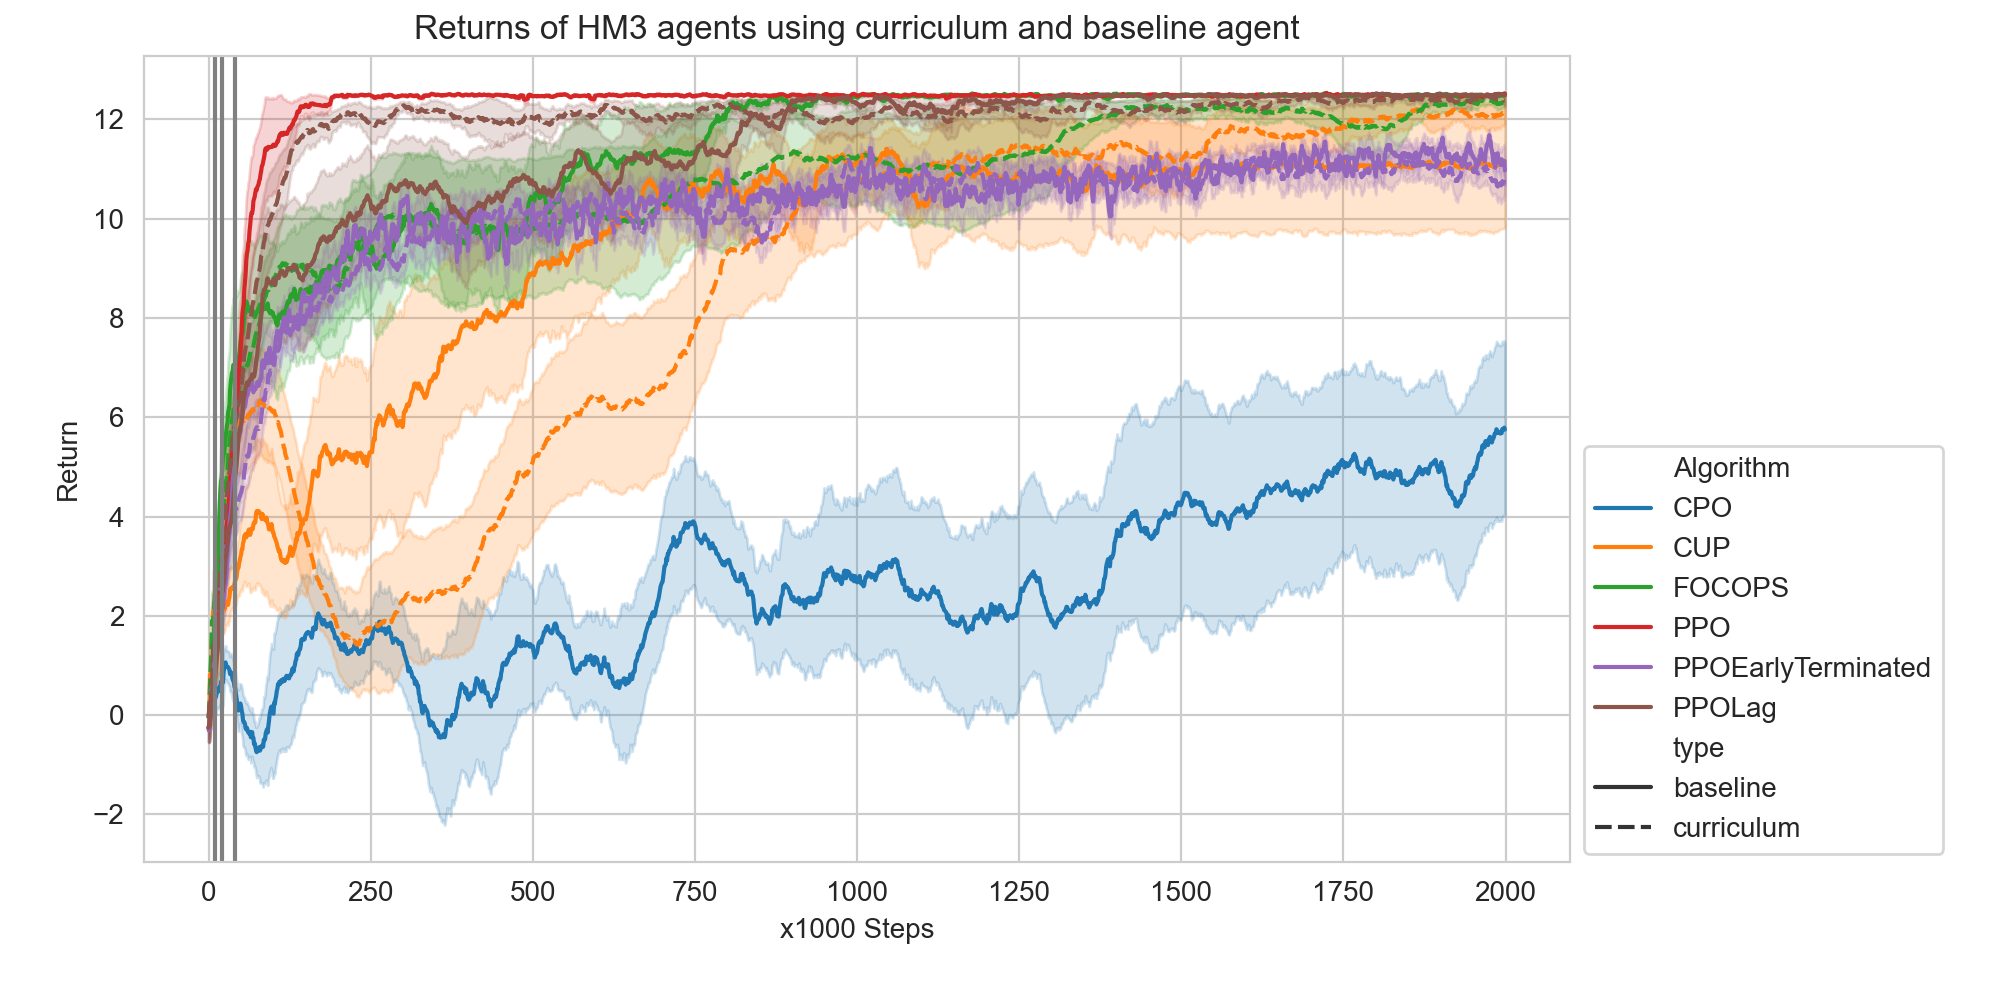 Returns of HM3 agents using curriculum and baseline agent
Return
12
10
8
6
4
2
0
−2
0 250 500 750 1000 1250 1500 1750 2000
x1000 Steps
Algorithm
CPO
CUP
FOCOPS
PPO
PPOEarlyTerminated
PPOLag
type
baseline
curriculum